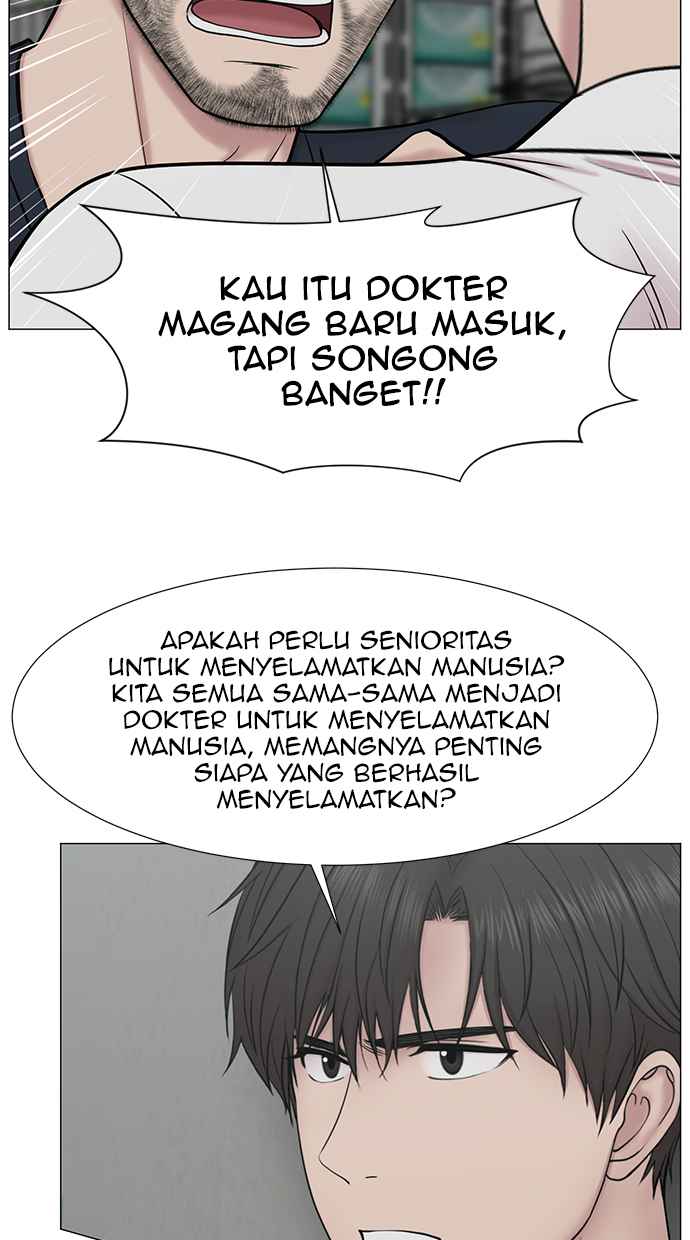 KAU ITU DOKTER
MAGANG BARU MASUK,
TAPI SONGONG
BANGET!!
APAKAH PERLU SENIORITAS
UNTUK MENYELAMATKAN MANUSIA?
KITA SEMUA SAMA-SAMA MENJADI
DOKTER UNTUK MENYELAMATKAN
MANUSIA, MEMANGNYA PENTING
SIAPA YANG BERHASIL
MENYELAMATKAN?